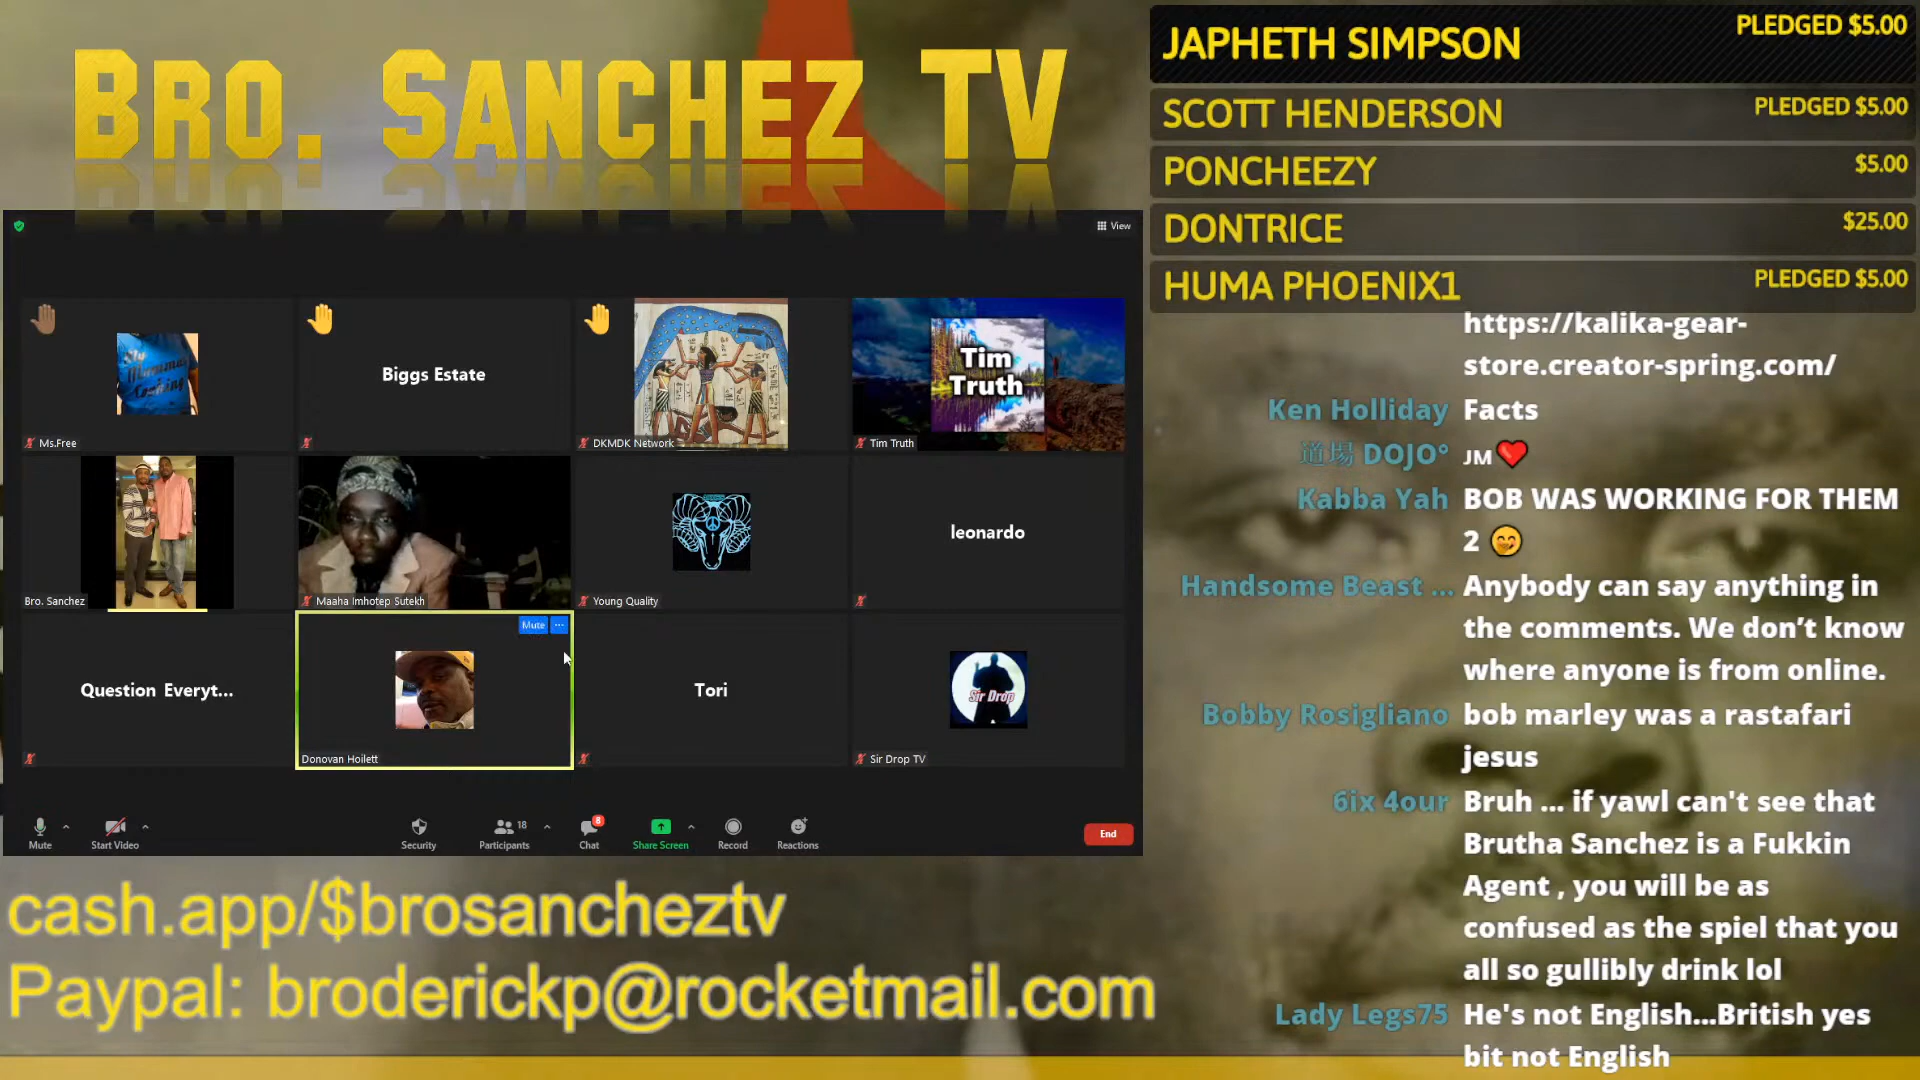 BRO. SANCHEZ TV
View
Ms.Free
Biggs Estate
DKMDK Network
Tim
Truth
Tim Truth
Bro. Sanchez
Maaha Imhotep Sutekh
Young Quality
leonardo
Question Everyt...
Mute ...
Donovan Hoilett
Tori
Sir Drop
Sir Drop TV
Mute
Start Video
Security
18
Participants
8
Chat
Share Screen
Record
Reactions
End
cash.app/$brosancheztv
Paypal: broderickp@rocketmail.com
JAPHETH SIMPSON PLEDGED $5.00
SCOTT HENDERSON PLEDGED $5.00
PONCHEEZY $5.00
DONTRICE $25.00
HUMA PHOENIX1 PLEDGED $5.00
https://kalika-gear-
store.creator-spring.com/
Ken Holliday Facts
道場 DOJO° JM❤️
Kabba Yah BOB WAS WORKING FOR THEM
2 🤭
Handsome Beast ... Anybody can say anything in
the comments. We don’t know
where anyone is from online.
Bobby Rosigliano bob marley was a rastafari
jesus
6ix 4our Bruh ... if yawl can't see that
Brutha Sanchez is a Fukkin
Agent , you will be as
confused as the spiel that you
all so gullibly drink lol
Lady Legs75 He's not English...British yes
bit not English